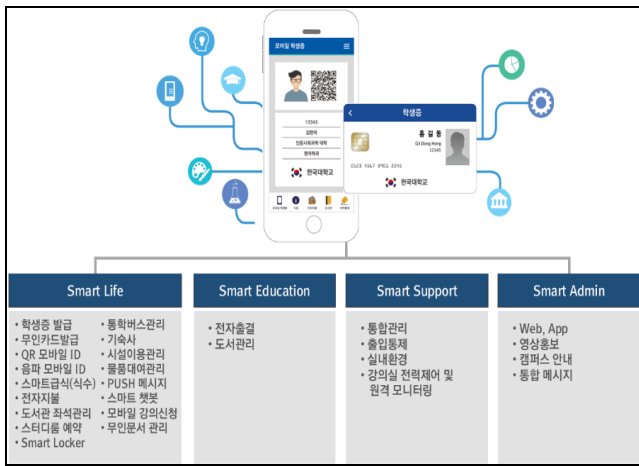 모바일 학생증
12345
김한국
인문사회과학 대학
영어학과
한국대학교
학생증
홍 길 동
Gil Dong Hong
12345
0123 4567 8901 2345
한국대학교
Smart Life
• 학생증 발급
• 무인카드발급
• QR 모바일 ID
• 음파 모바일 ID
• 스마트급식(식수)
• 전자지불
• 도서관 좌석관리
• 스터디룸 예약
• Smart Locker
• 통학버스관리
• 기숙사
• 시설이용관리
• 물품대여관리
• PUSH 메시지
• 스마트 챗봇
• 모바일 강의신청
• 무인문서 관리
Smart Education
• 전자출결
• 도서관리
Smart Support
• 통합관리
• 출입통제
• 실내환경
• 강의실 전력제어 및
원격 모니터링
Smart Admin
• Web, App
• 영상홍보
• 캠퍼스 안내
• 통합 메시지